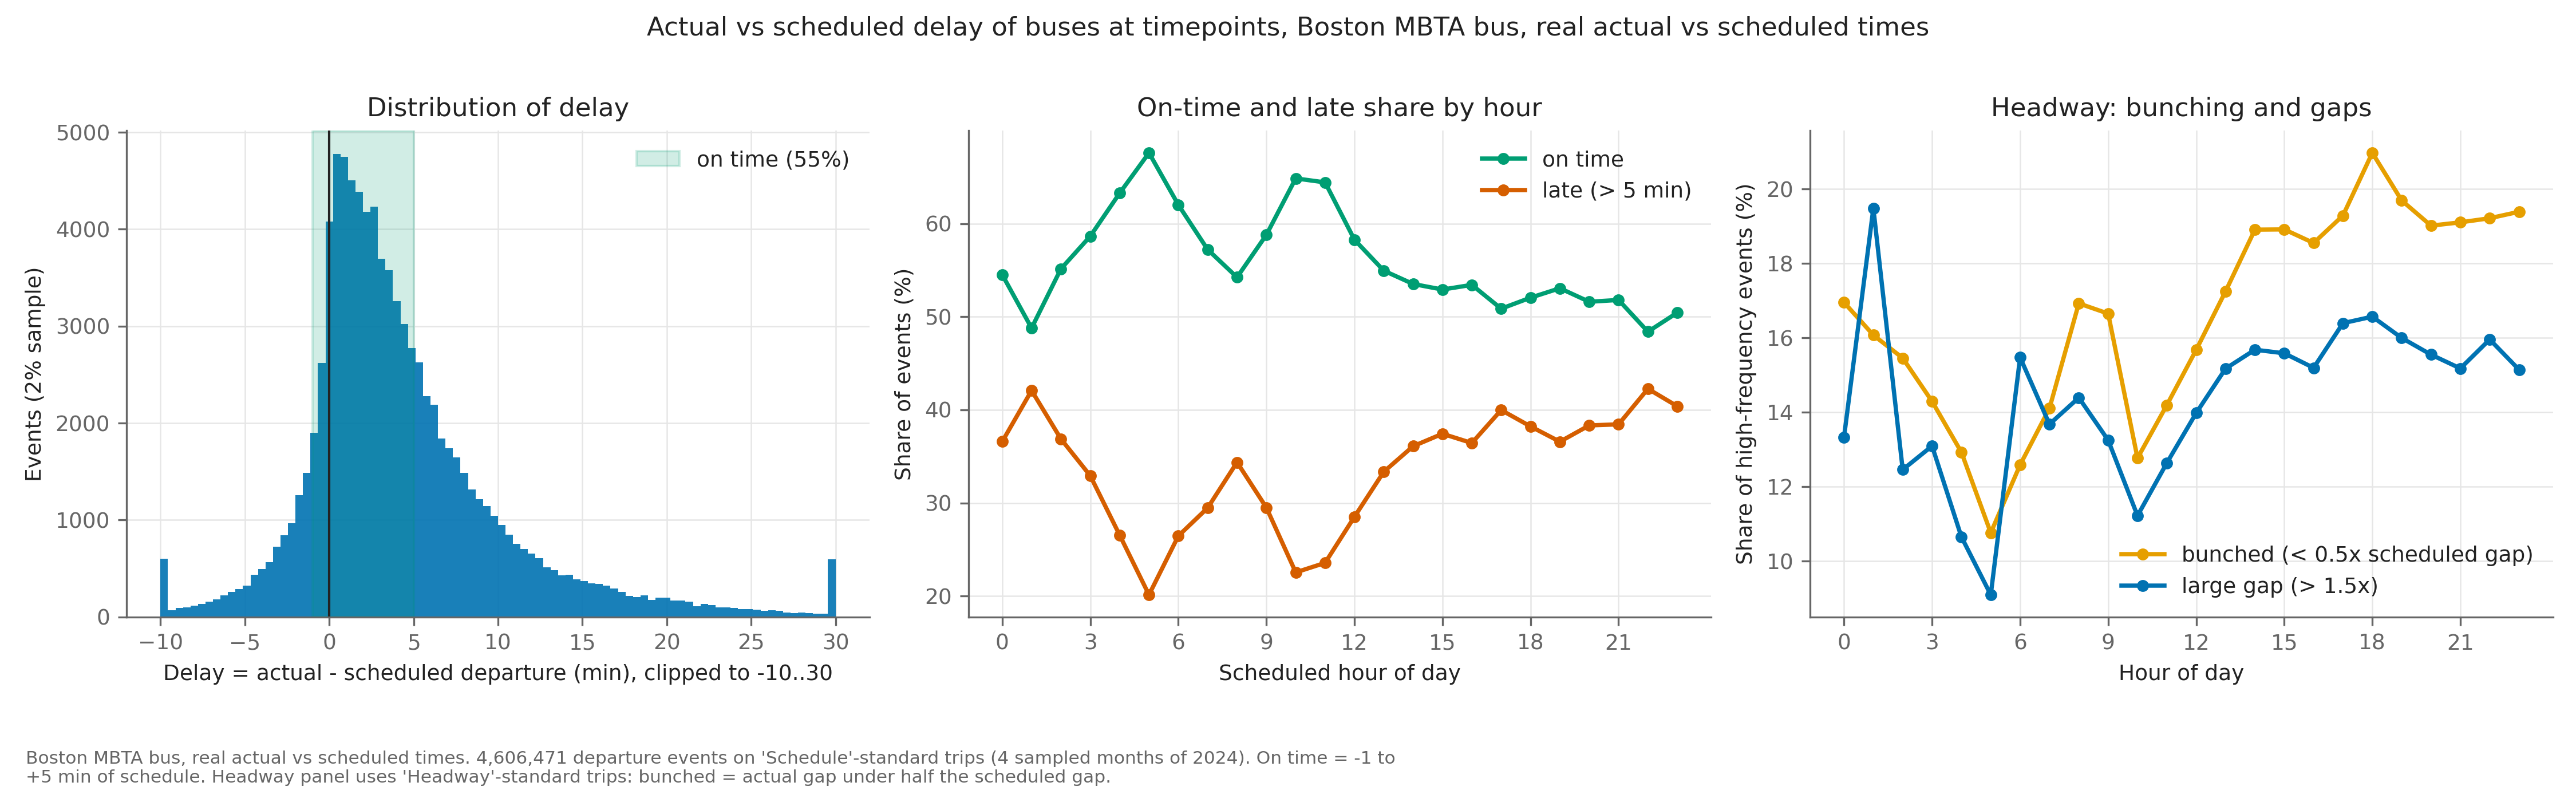 Actual vs scheduled delay of buses at timepoints, Boston MBTA bus, real actual vs scheduled times
Distribution of delay
on time (55%)
Events (2% sample)
5000
4000
3000
2000
1000
0
−10 −5 0 5 10 15 20 25 30
Delay = actual - scheduled departure (min), clipped to -10..30
On-time and late share by hour
on time
late (> 5 min)
Share of events (%)
60
50
40
30
20
0 3 6 9 12 15 18 21
Scheduled hour of day
Headway: bunching and gaps
Share of high-frequency events (%)
20
18
16
14
12
10
bunched (< 0.5x scheduled gap)
large gap (> 1.5x)
0 3 6 9 12 15 18 21
Hour of day
Boston MBTA bus, real actual vs scheduled times. 4,606,471 departure events on 'Schedule'-standard trips (4 sampled months of 2024). On time = -1 to
+5 min of schedule. Headway panel uses 'Headway'-standard trips: bunched = actual gap under half the scheduled gap.